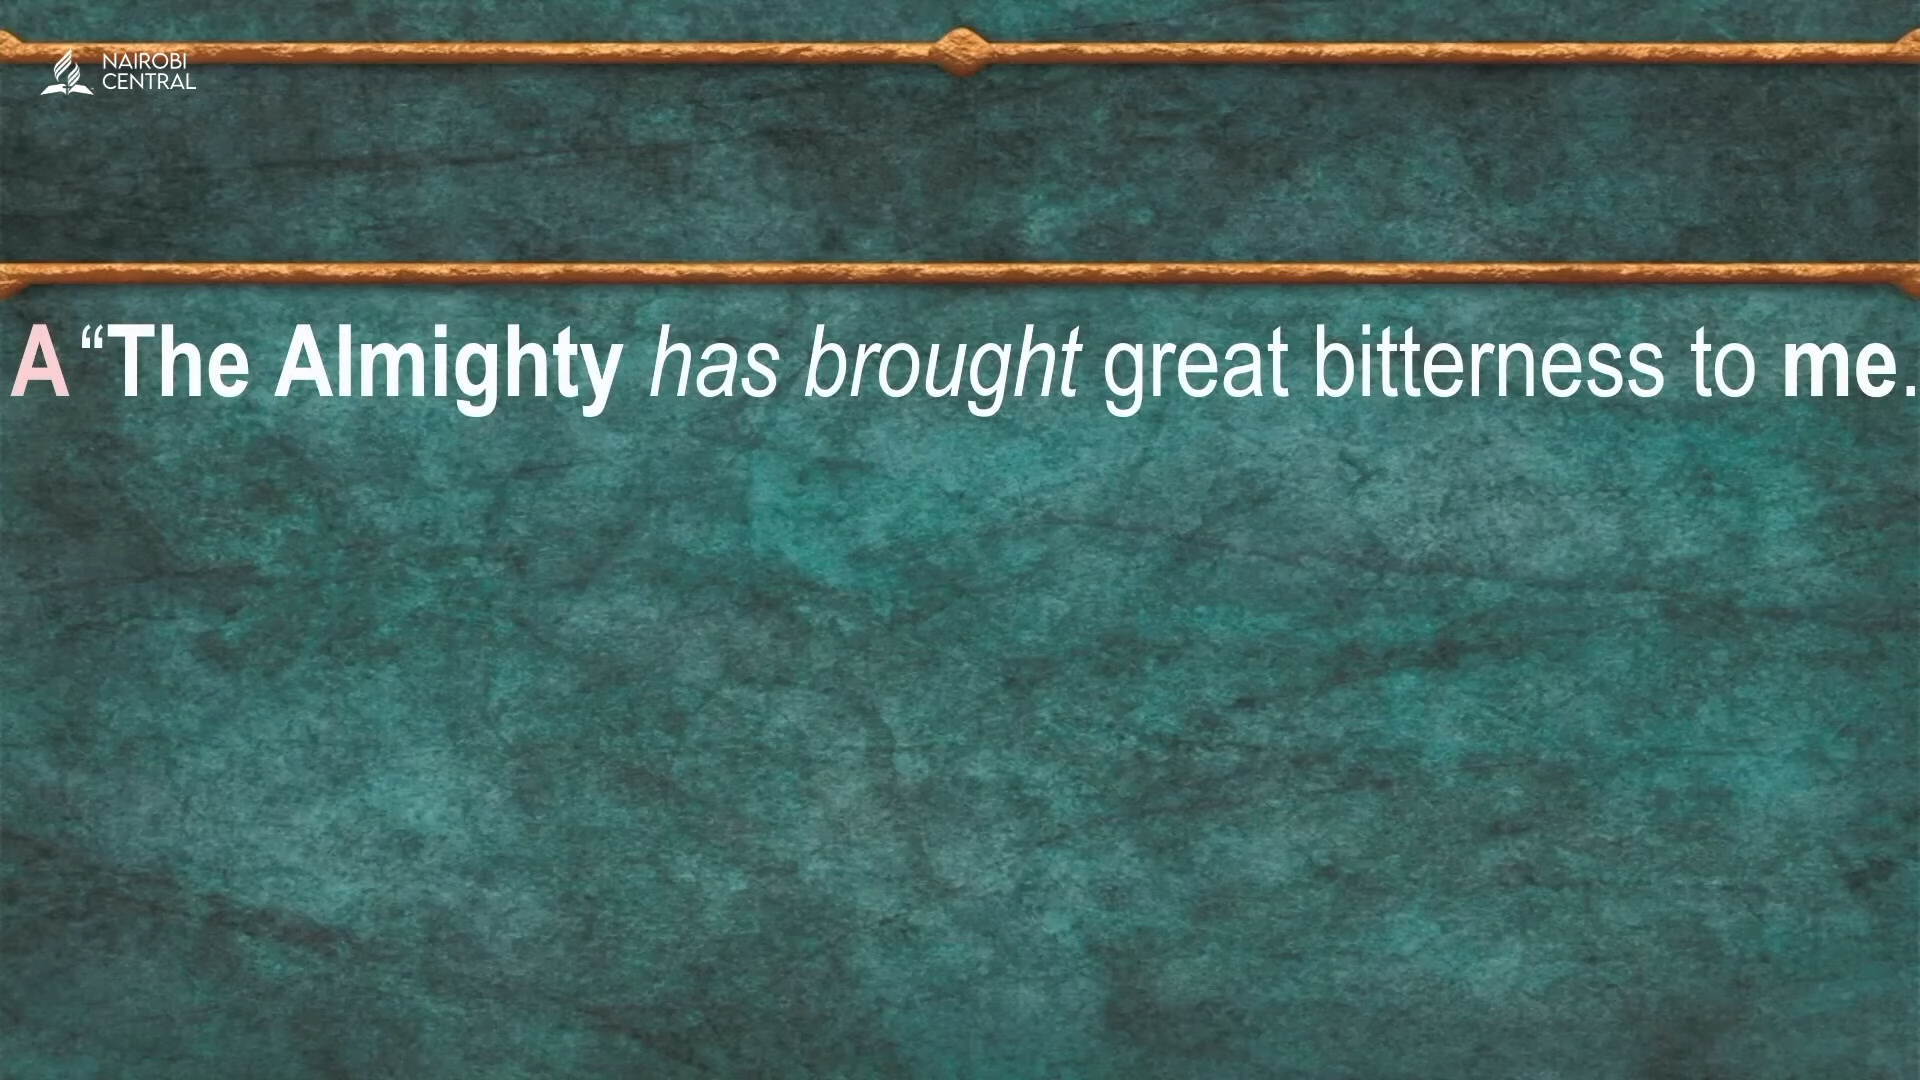 NAIROBI
CENTRAL
A “The Almighty has brought great bitterness to me.